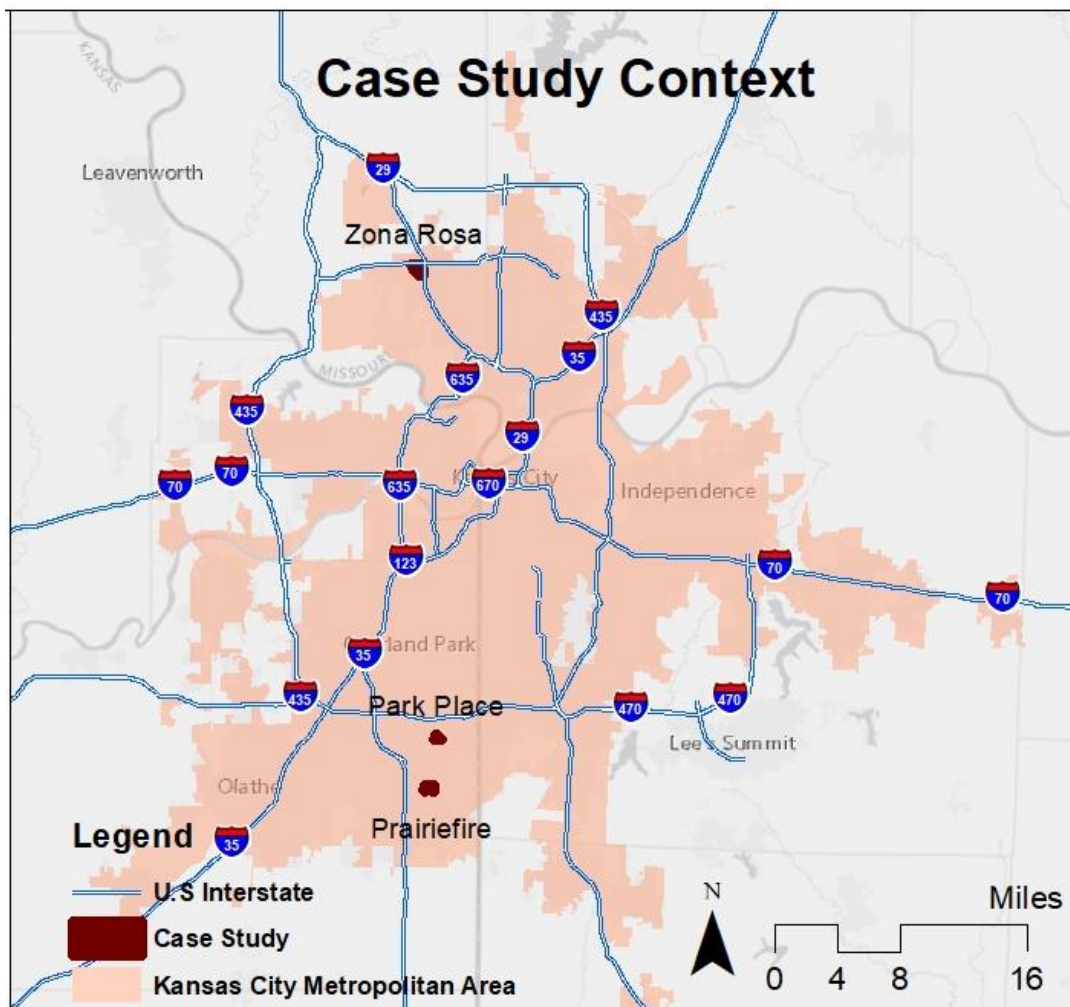 Case Study Context
KANSAS
Leavenworth
29
Zona Rosa
435
35
MISSOURI
635
435
29
70
70
635
670
City
Independence
123
70
70
35
Park
435
Park Place
470
470
Lee's Summit
Olathe
Prairiefire
35
Legend
U.S Interstate
Case Study
Kansas City Metropolitan Area
N
Miles
0 4 8 16